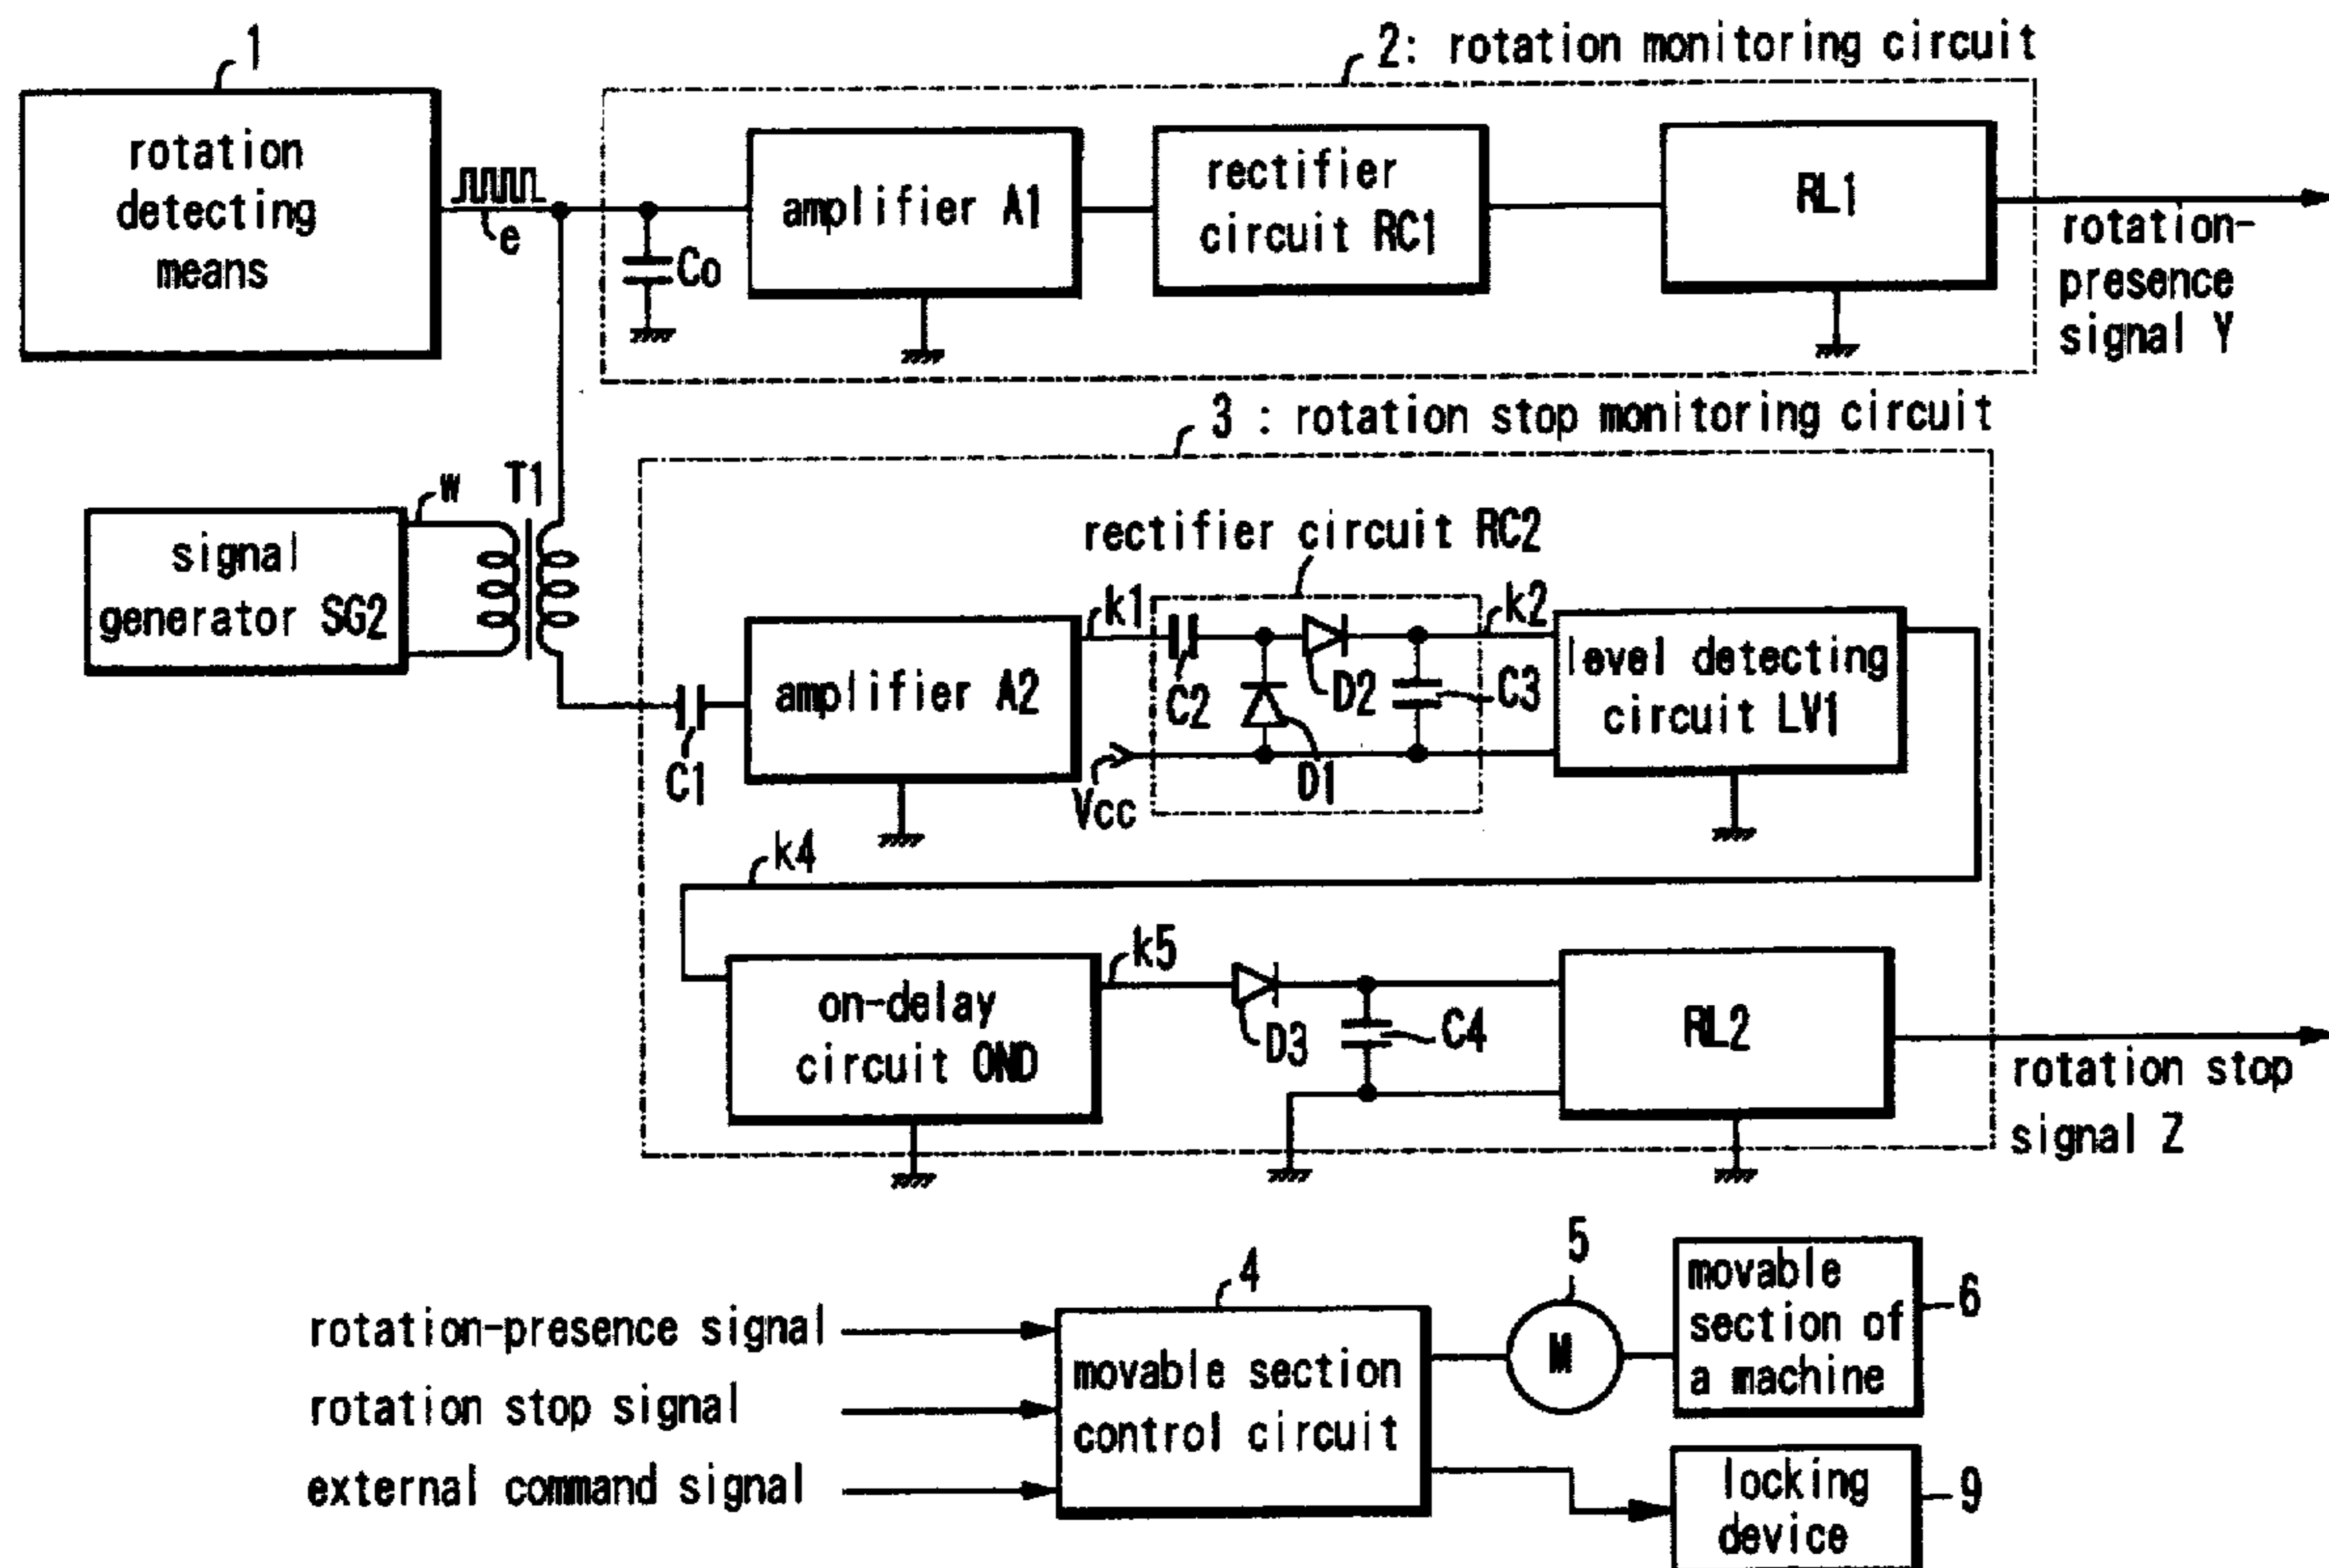 1
2: rotation monitoring circuit
rotation
detecting
means
e
Co
amplifier A1
rectifier
circuit RC1
RL1
rotation-
presence
signal Y
3 : rotation stop monitoring circuit
signal
generator SG2
w
T1
C1
amplifier A2
k1
rectifier circuit RC2
C2
D2
D1
C3
Vcc
k2
level detecting
circuit LV1
k4
on-delay
circuit OND
k5
D3
C4
RL2
rotation stop
signal Z
rotation-presence signal
rotation stop signal
external command signal
4
movable section
control circuit
5
M
movable
section of
a machine
6
locking
device
9